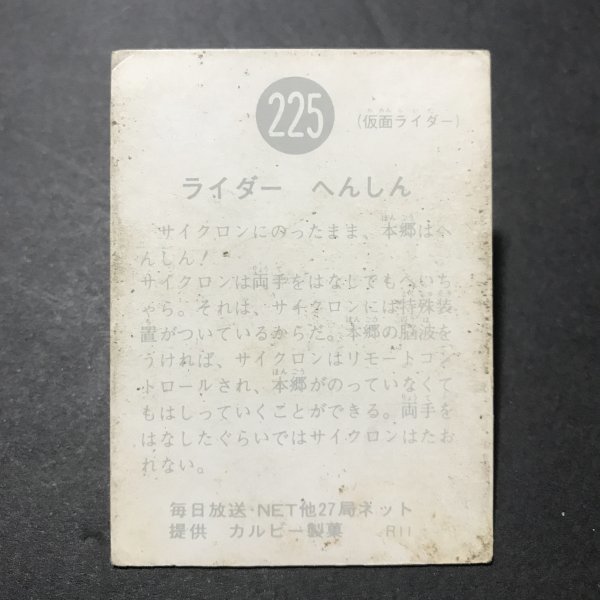 225
(仮面ライダー)
ライダー へんしん
サイクロンにのったまま、本郷はへ
んしん!
サイクロンは両手をはなしてもへいち
ゃら。それは、サイクロンには特殊装
置がついているからだ。本郷の脳波を
うければ、サイクロンはリモートコン
トロールされ、本郷がのっていなくて
もはしっていくことができる。両手を
はなしたぐらいではサイクロンはたお
れない。
毎日放送・NET他27局ネット
提供 カルビー製菓 R11